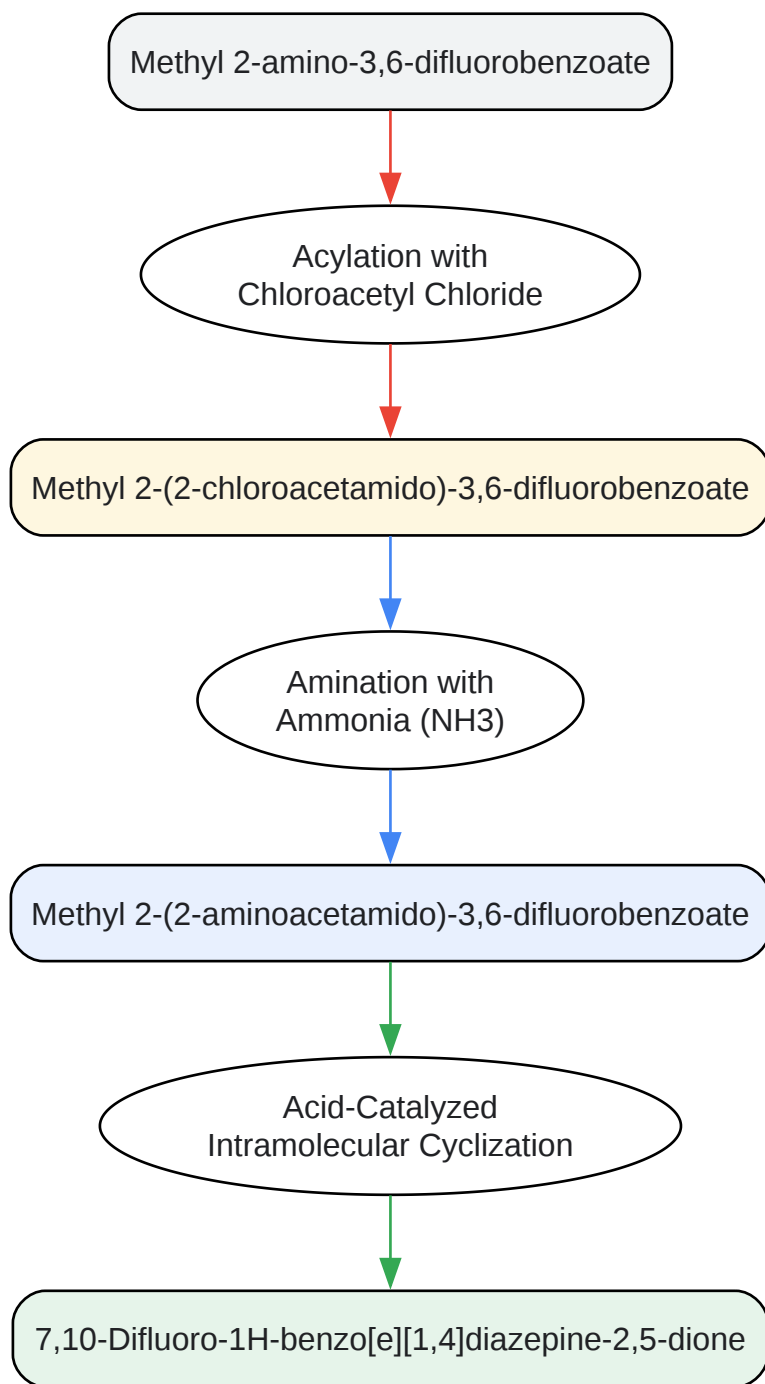 Methyl 2-amino-3,6-difluorobenzoate
Acylation with
Chloroacetyl Chloride
Methyl 2-(2-chloroacetamido)-3,6-difluorobenzoate
Amination with
Ammonia (NH3)
Methyl 2-(2-aminoacetamido)-3,6-difluorobenzoate
Acid-Catalyzed
Intramolecular Cyclization
7,10-Difluoro-1H-benzo[e][1,4]diazepine-2,5-dione